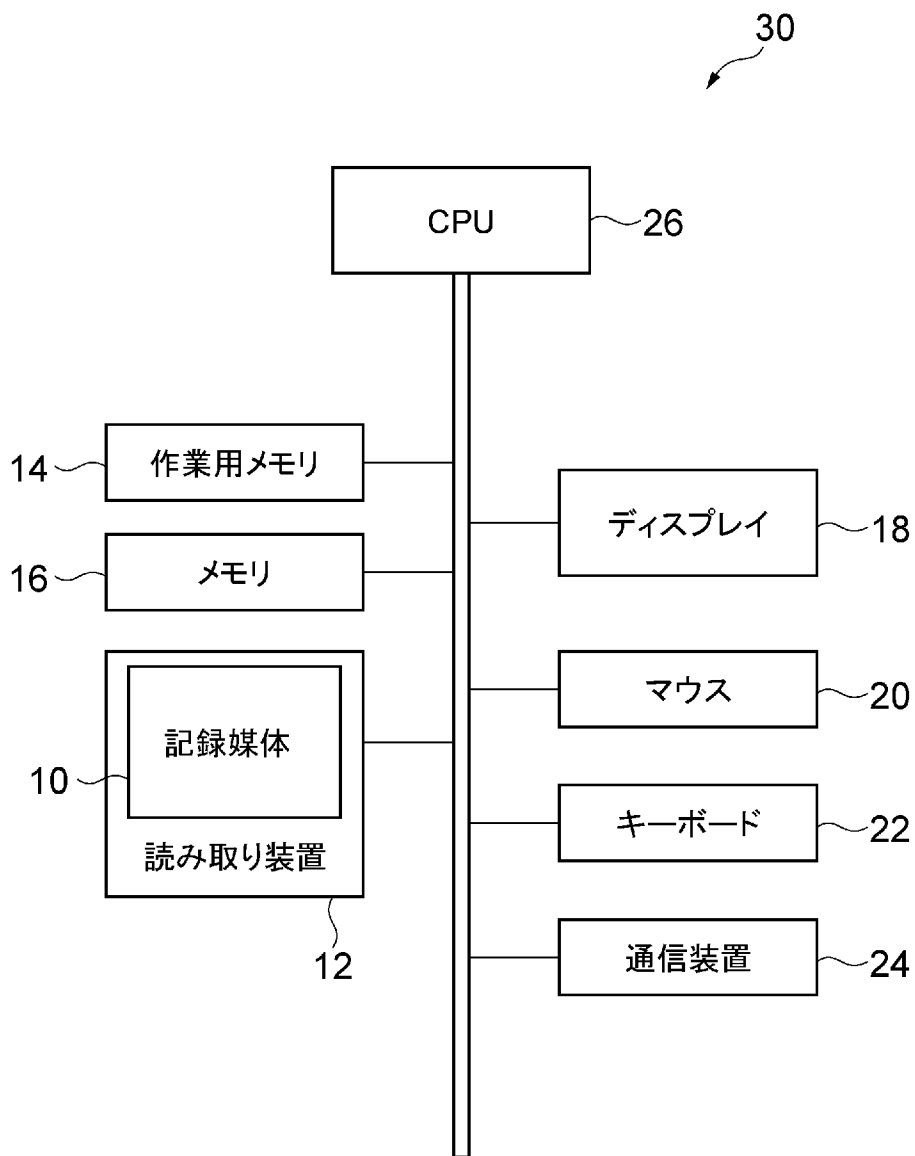 30
CPU
26
14
作業用メモリ
ディスプレイ
18
16
メモリ
記録媒体
10
マウス
20
キーボード
22
読み取り装置
12
通信装置
24